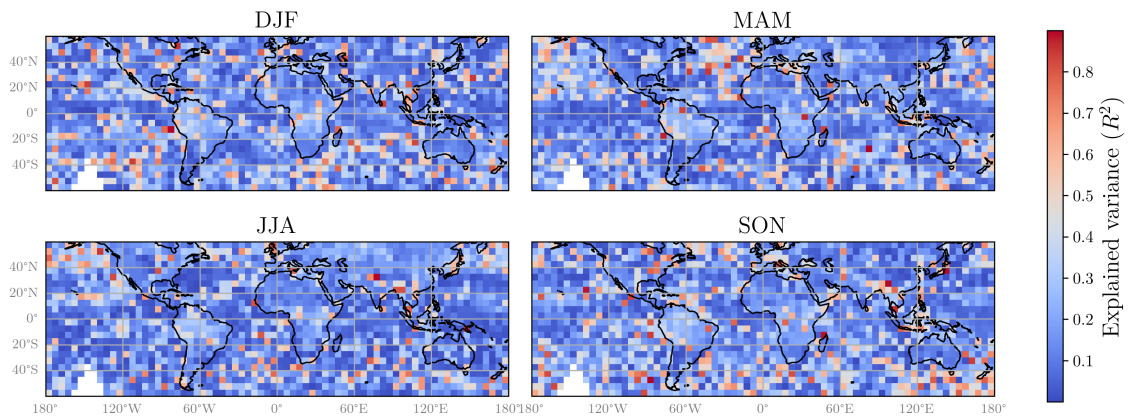 DJF
MAM
40°N
20°N
0°
20°S
40°S
JJA
SON
40°N
20°N
0°
20°S
40°S
180° 120°W 60°W 0° 60°E 120°E 180° 180° 120°W 60°W 0° 60°E 120°E 180°
0.8
0.7
0.6
0.5
0.4
0.3
0.2
0.1
Explained variance (R²)